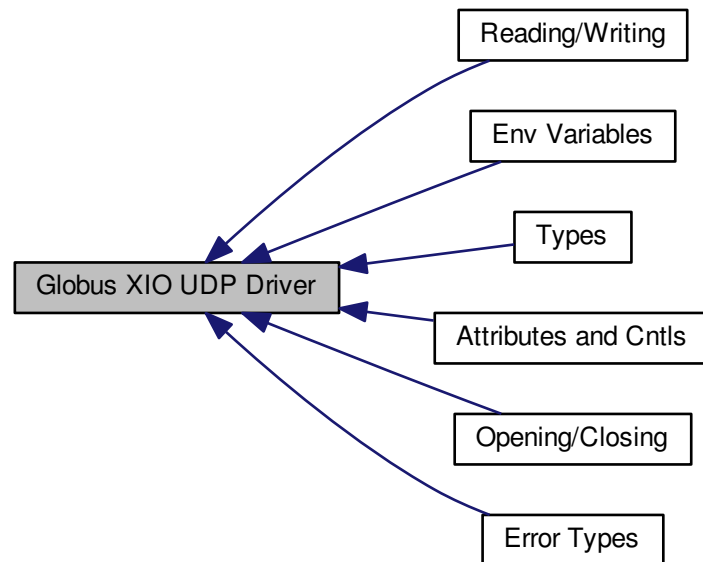 Reading/Writing
Env Variables
Types
Globus XIO UDP Driver
Attributes and Cntls
Opening/Closing
Error Types